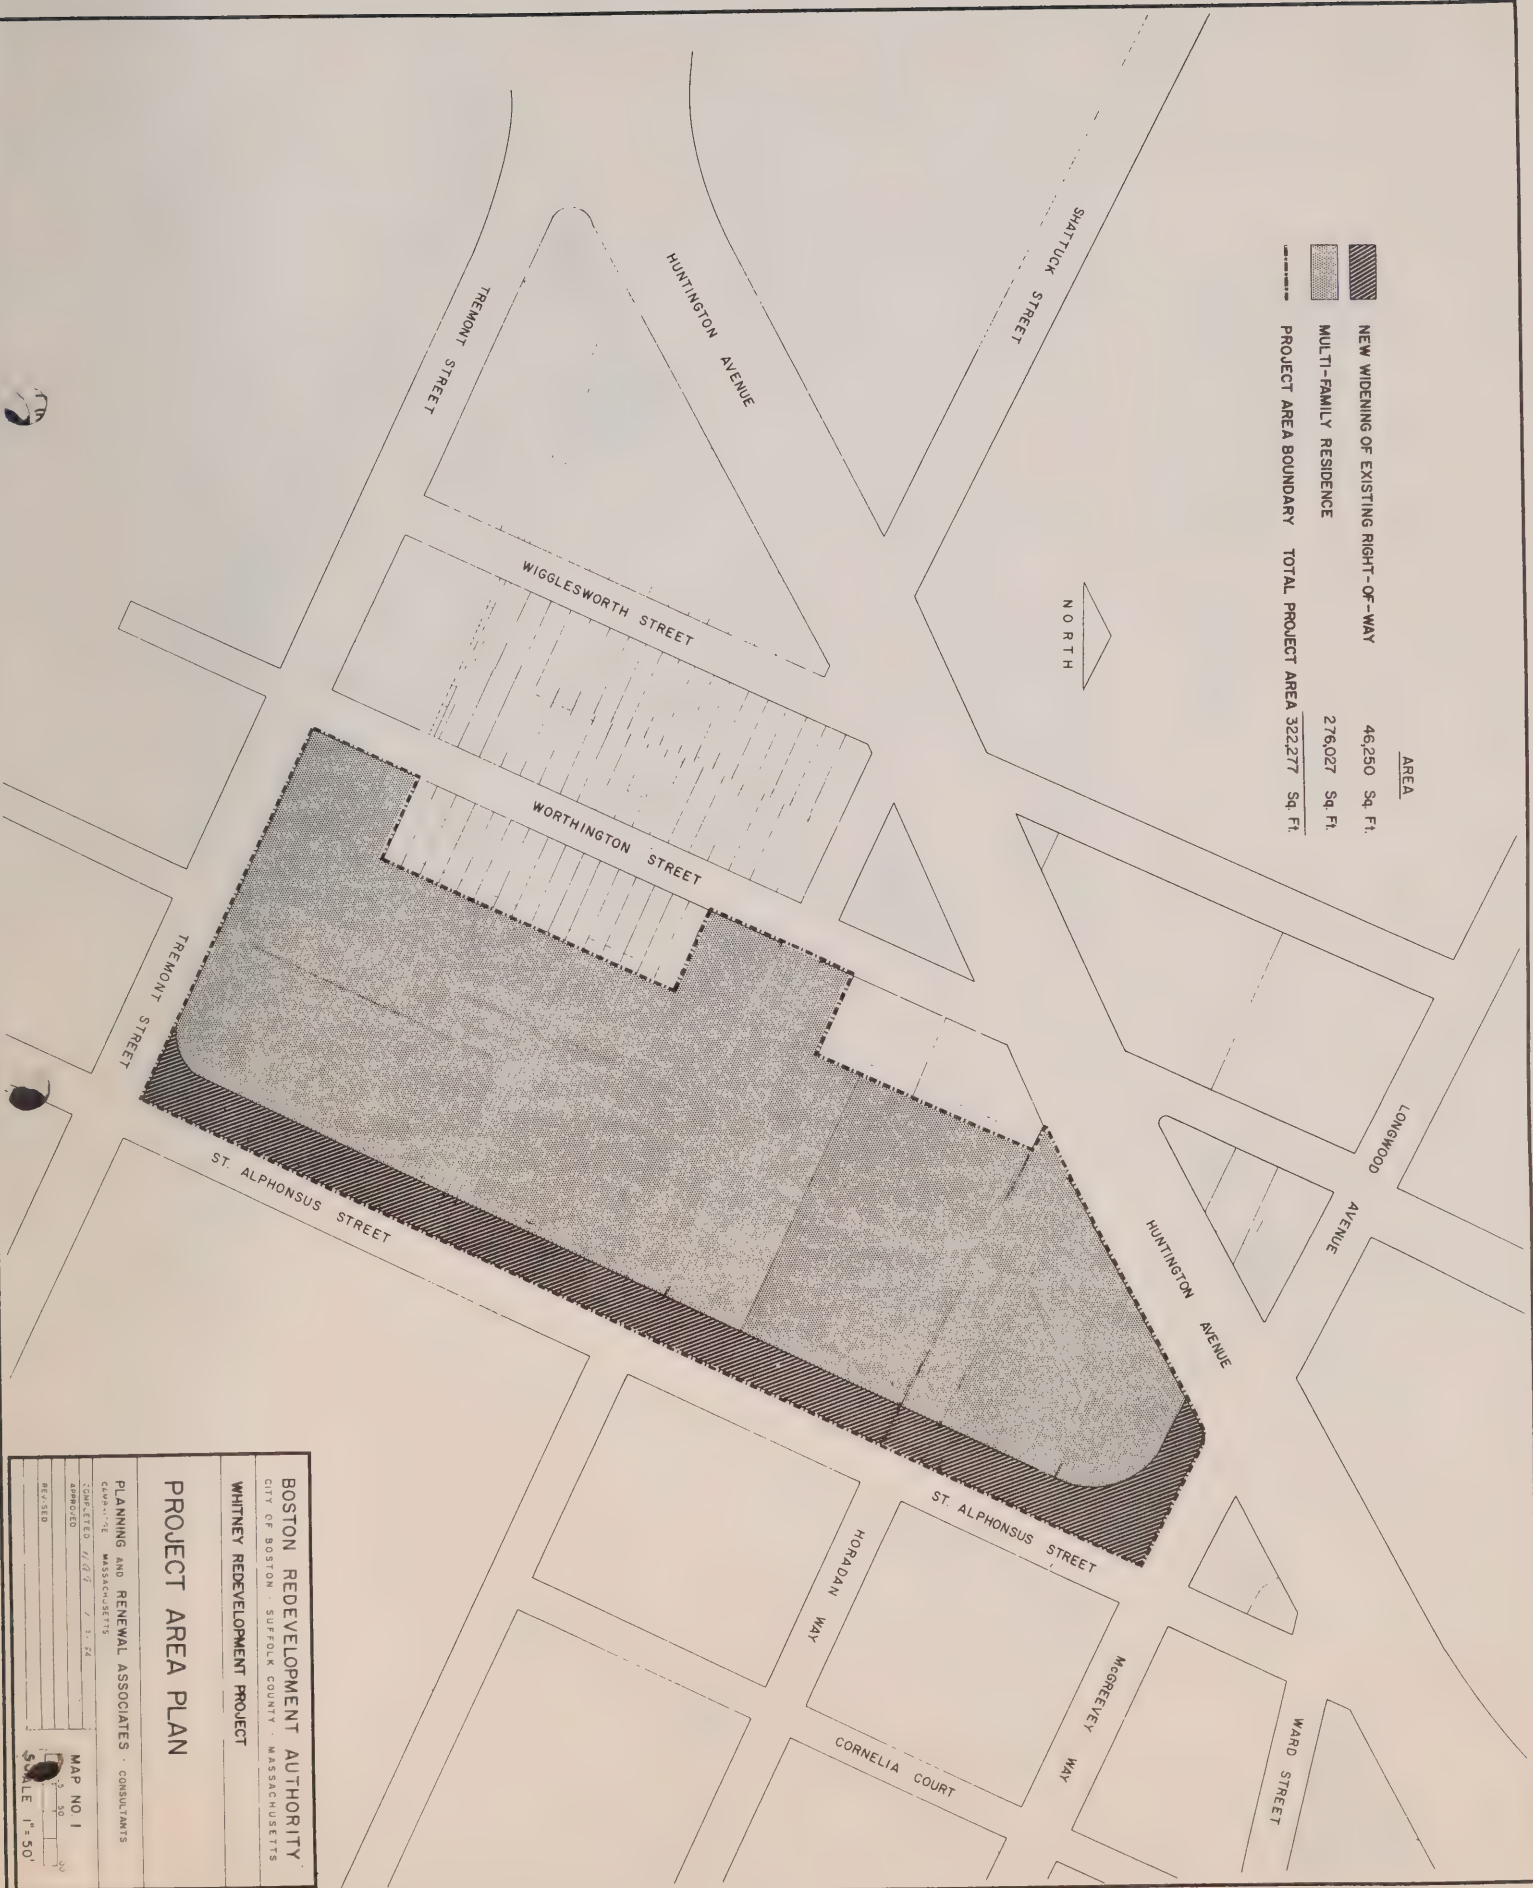 AREA
NEW WIDENING OF EXISTING RIGHT-OF-WAY 46,250 Sq. Ft.
MULTI-FAMILY RESIDENCE 276,027 Sq. Ft.
PROJECT AREA BOUNDARY TOTAL PROJECT AREA 322,277 Sq. Ft.
NORTH
SHATTUCK STREET
HUNTINGTON AVENUE
TREMONT STREET
WIGGLESWORTH STREET
WORTHINGTON STREET
TREMONT STREET
LONGWOOD AVENUE
HUNTINGTON AVENUE
ST. ALPHONSUS STREET
ST. ALPHONSUS STREET
HORADAN WAY
McGREEVEY WAY
WARD STREET
CORNELIA COURT
BOSTON REDEVELOPMENT AUTHORITY
CITY OF BOSTON · SUFFOLK COUNTY · MASSACHUSETTS
WHITNEY REDEVELOPMENT PROJECT
PROJECT AREA PLAN
PLANNING AND RENEWAL ASSOCIATES · CONSULTANTS
CAMBRIDGE MASSACHUSETTS
COMPLETED
APPROVED
REVISED
MAP NO. 1
50
SCALE 1"=50'